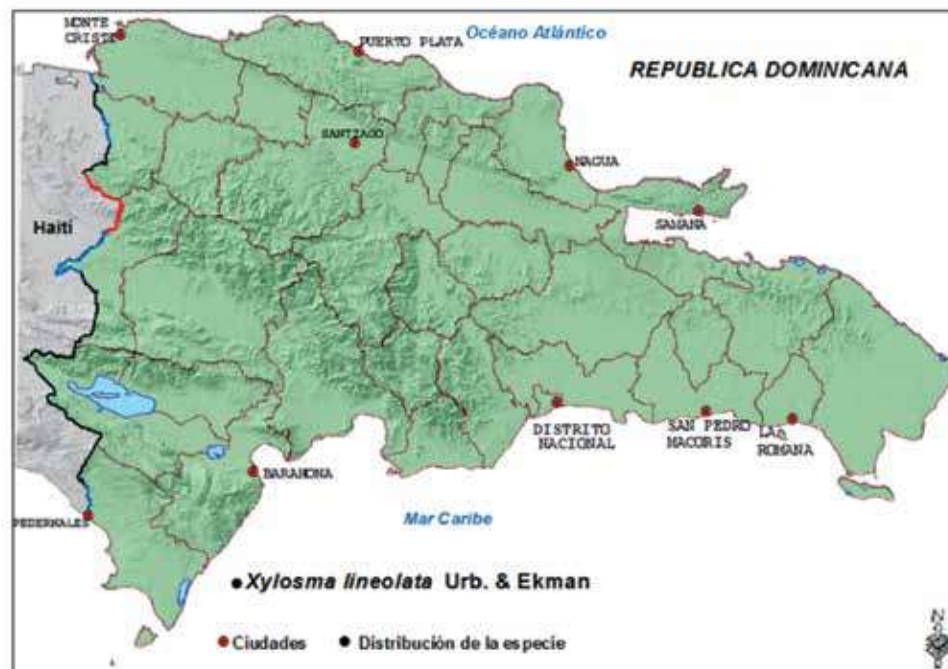 MONTE
CRISTI
Océano Atlántico
PUERTO PLATA
REPUBLICA DOMINICANA
SANTIAGO
NAGUA
SAMANA
Haití
DISTRITO
NACIONAL
SAN PEDRO
MACORIS
LA
ROMANA
BARAHONA
PEDERNALES
Mar Caribe
Xylosma lineolata Urb. & Ekman
Ciudades
Distribución de la especie